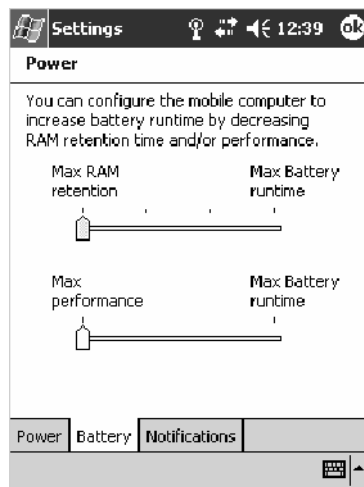 Settings 12:39 ok
Power
You can configure the mobile computer to
increase battery runtime by decreasing
RAM retention time and/or performance.
Max RAM retention
Max Battery runtime
Max performance
Max Battery runtime
Power Battery Notifications